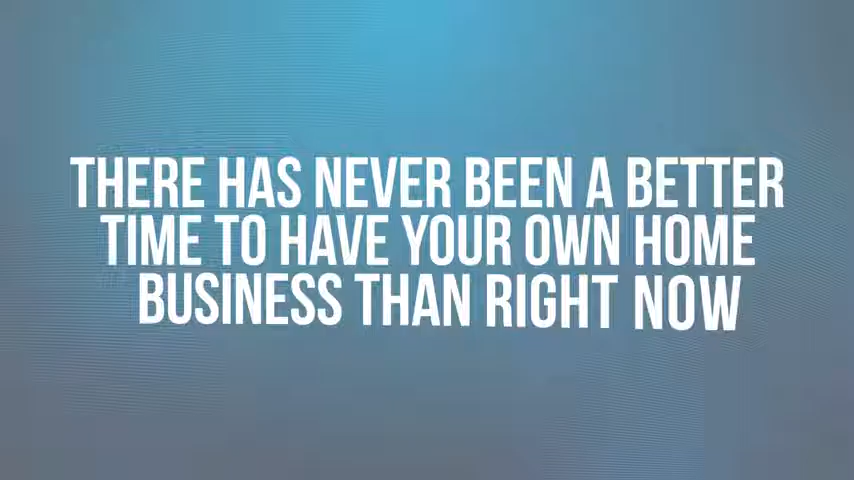 THERE HAS NEVER BEEN A BETTER
TIME TO HAVE YOUR OWN HOME
BUSINESS THAN RIGHT NOW